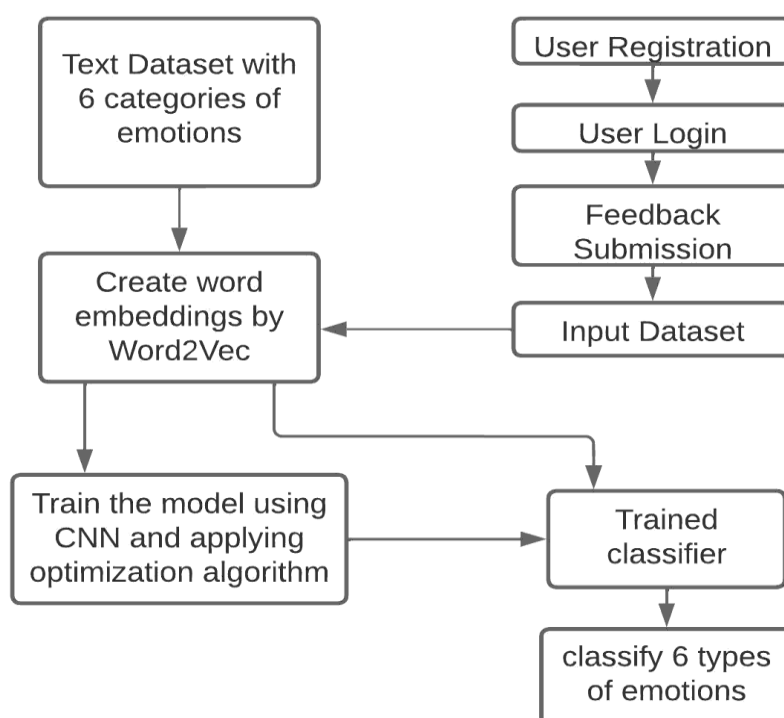 Text Dataset with
6 categories of
emotions
User Registration
User Login
Feedback
Submission
Create word
embeddings by
Word2Vec
Input Dataset
Train the model using
CNN and applying
optimization algorithm
Trained
classifier
classify 6 types
of emotions